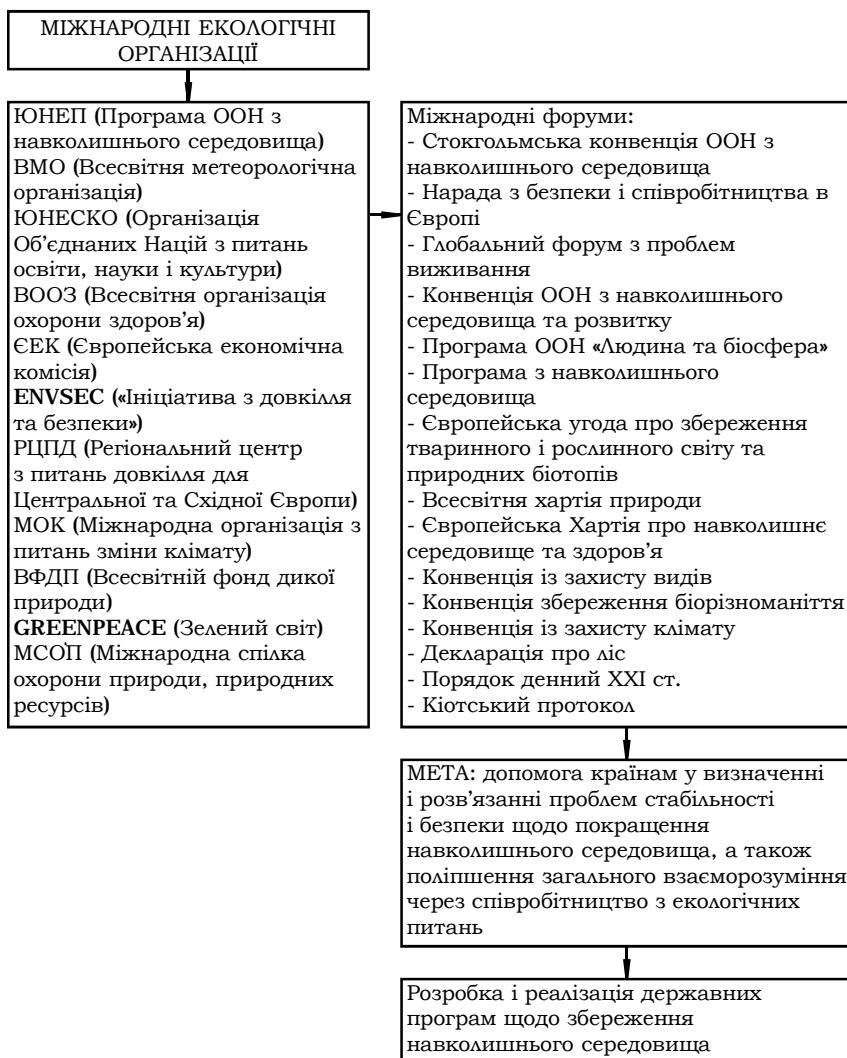 МІЖНАРОДНІ ЕКОЛОГІЧНІ
ОРГАНІЗАЦІЇ
ЮНЕП (Програма ООН з
навколишнього середовища)
ВМО (Всесвітня метеорологічна
організація)
ЮНЕСКО (Організація
Об’єднаних Націй з питань
освіти, науки і культури)
ВООЗ (Всесвітня організація
охорони здоров’я)
ЄЕК (Європейська економічна
комісія)
ENVSEC («Ініціатива з довкілля
та безпеки»)
РЦПД (Регіональний центр
з питань довкілля для
Центральної та Східної Європи)
МОК (Міжнародна організація з
питань зміни клімату)
ВФДП (Всесвітній фонд дикої
природи)
GREENPEACE (Зелений світ)
МСОП (Міжнародна спілка
охорони природи, природних
ресурсів)
Міжнародні форуми:
- Стокгольмська конвенція ООН з
навколишнього середовища
- Нарада з безпеки і співробітництва в
Європі
- Глобальний форум з проблем
виживання
- Конвенція ООН з навколишнього
середовища та розвитку
- Програма ООН «Людина та біосфера»
- Програма з навколишнього
середовища
- Європейська угода про збереження
тваринного і рослинного світу та
природних біотопів
- Всесвітня хартія природи
- Європейська Хартія про навколишнє
середовище та здоров’я
- Конвенція із захисту видів
- Конвенція збереження біорізноманіття
- Конвенція із захисту клімату
- Декларація про ліс
- Порядок денний XXI ст.
- Кіотський протокол
МЕТА: допомога країнам у визначенні
і розв’язанні проблем стабільності
і безпеки щодо покращення
навколишнього середовища, а також
поліпшення загального взаєморозуміння
через співробітництво з екологічних
питань
Розробка і реалізація державних
програм щодо збереження
навколишнього середовища